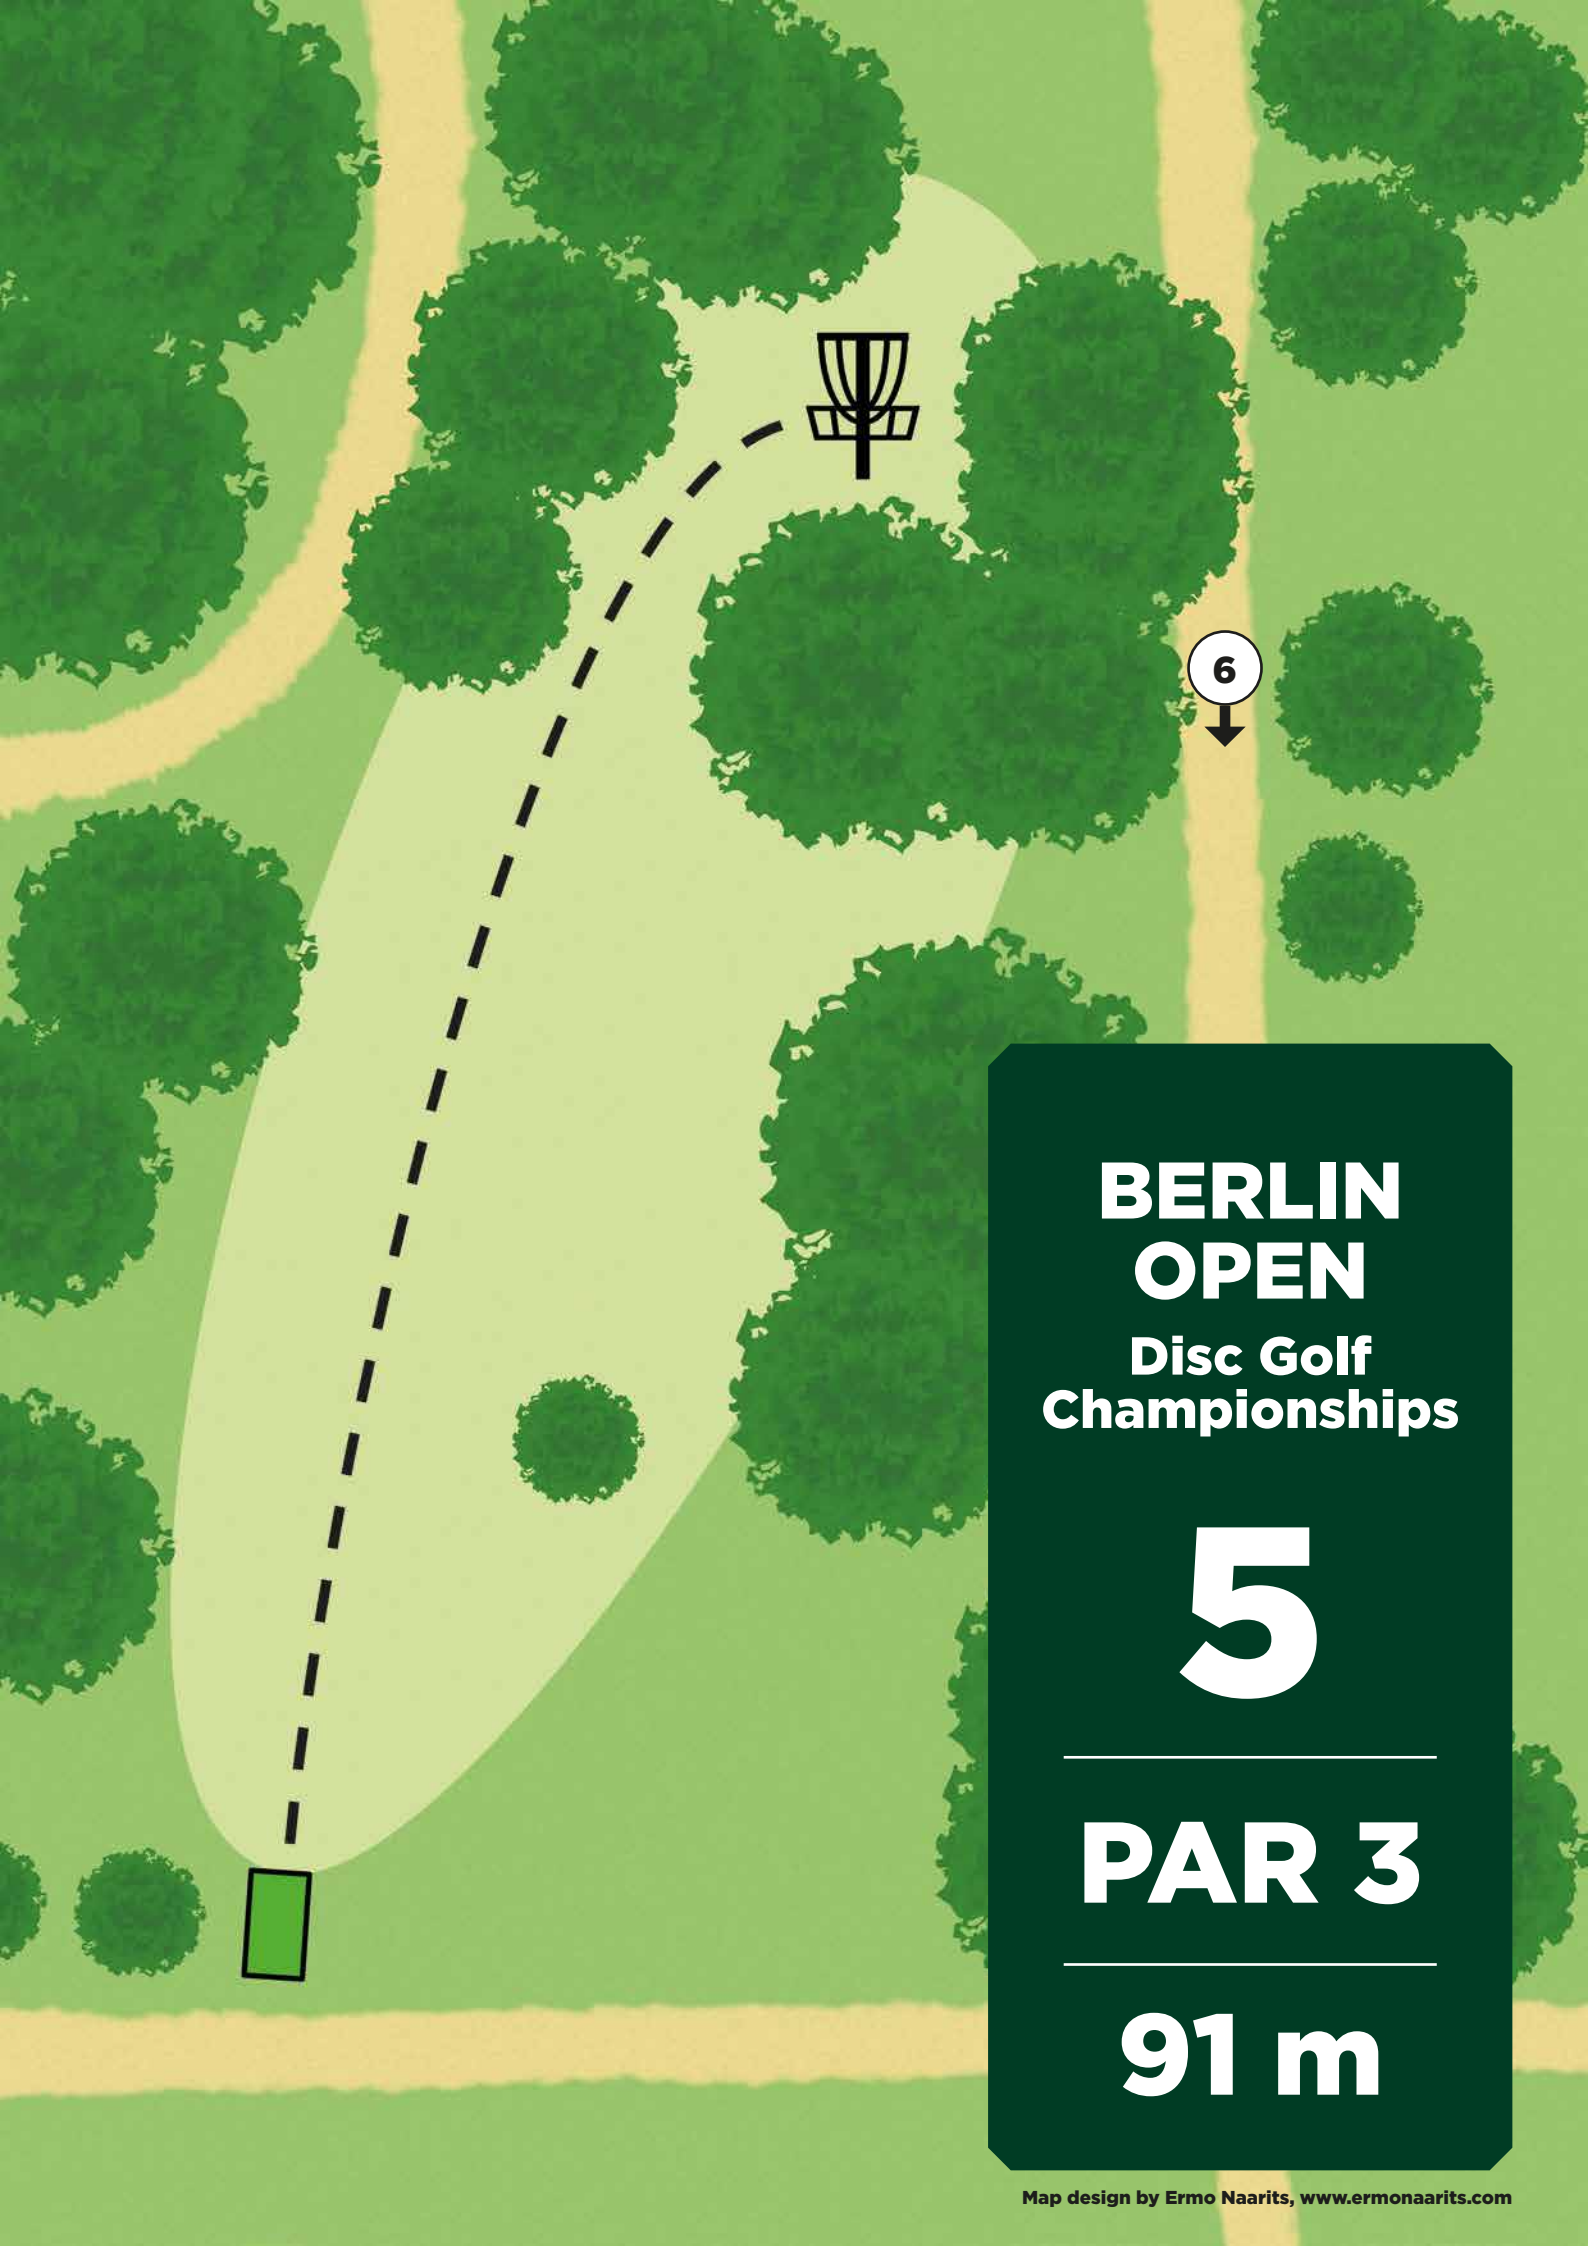 6
BERLIN
OPEN
Disc Golf
Championships
5
PAR 3
91 m
Map design by Ermo Naarits, www.ermonaarits.com